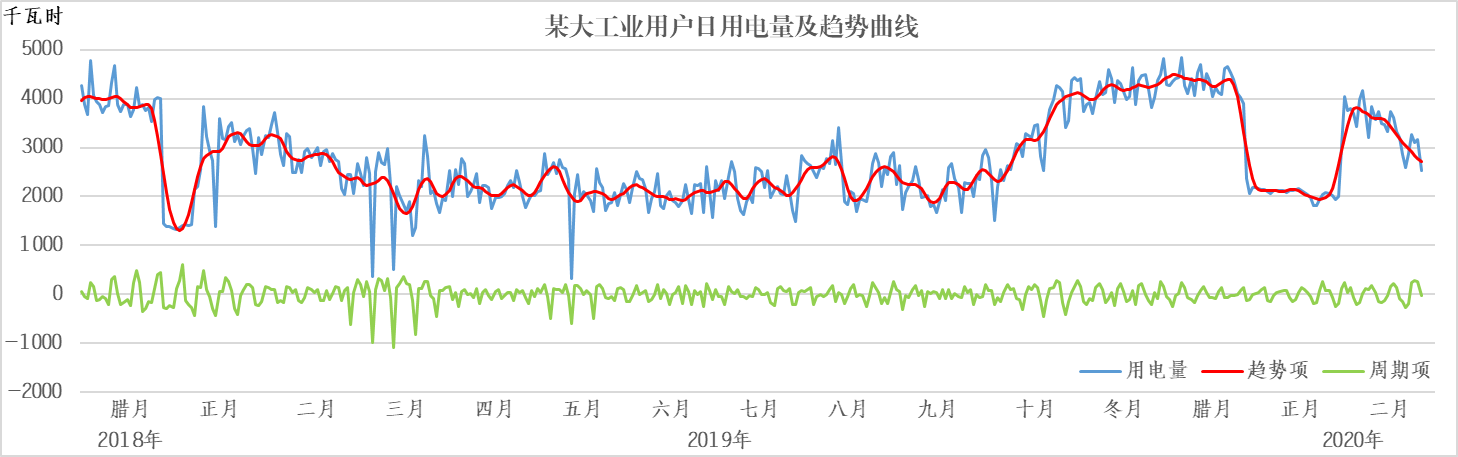 千瓦时
某大工业用户日用电量及趋势曲线
5000
4000
3000
2000
1000
0
−1000
−2000
用电量 趋势项 周期项
腊月 正月 二月 三月 四月 五月 六月 七月 八月 九月 十月 冬月 腊月 正月 二月
2018年 2019年 2020年